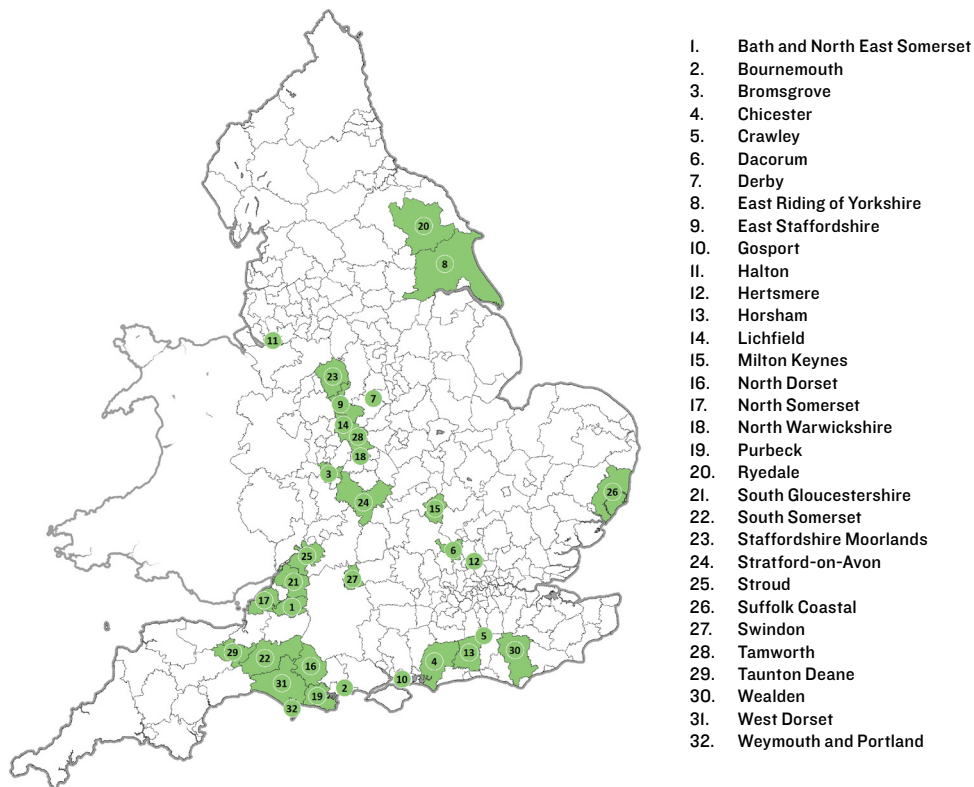 20
8
11
23
9
7
14
28
18
3
24
26
15
25
6
12
27
21
17
1
5
29
22
16
13
30
4
10
31
2
19
32
1. Bath and North East Somerset
2. Bournemouth
3. Bromsgrove
4. Chicester
5. Crawley
6. Dacorum
7. Derby
8. East Riding of Yorkshire
9. East Staffordshire
10. Gosport
11. Halton
12. Hertsmere
13. Horsham
14. Lichfield
15. Milton Keynes
16. North Dorset
17. North Somerset
18. North Warwickshire
19. Purbeck
20. Ryedale
21. South Gloucestershire
22. South Somerset
23. Staffordshire Moorlands
24. Stratford-on-Avon
25. Stroud
26. Suffolk Coastal
27. Swindon
28. Tamworth
29. Taunton Deane
30. Wealden
31. West Dorset
32. Weymouth and Portland